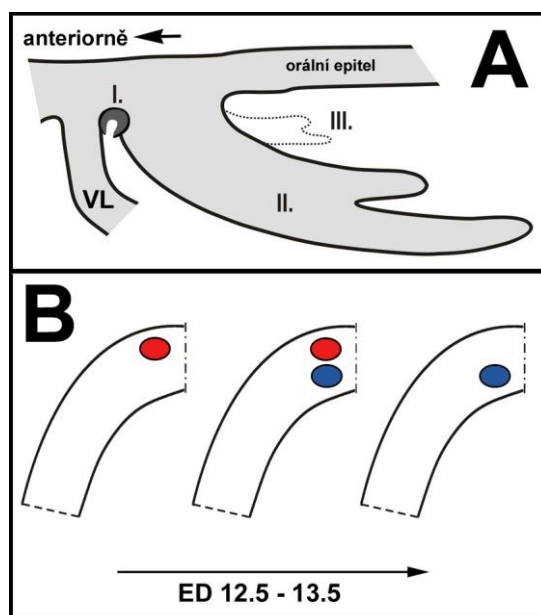 anteriorně
A
orální epitel
I.
III.
VL
II.
B
ED 12.5 - 13.5